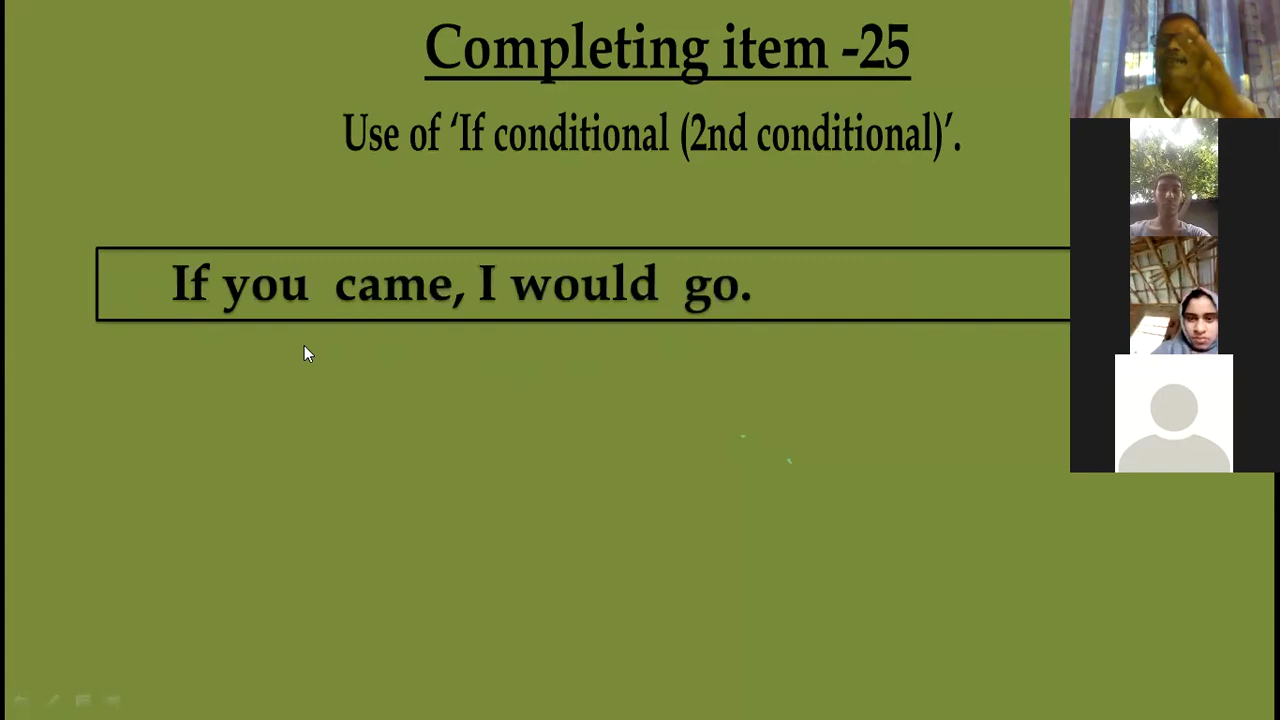 Completing item -25
Use of ‘If conditional (2nd conditional)’.
If you came, I would go.